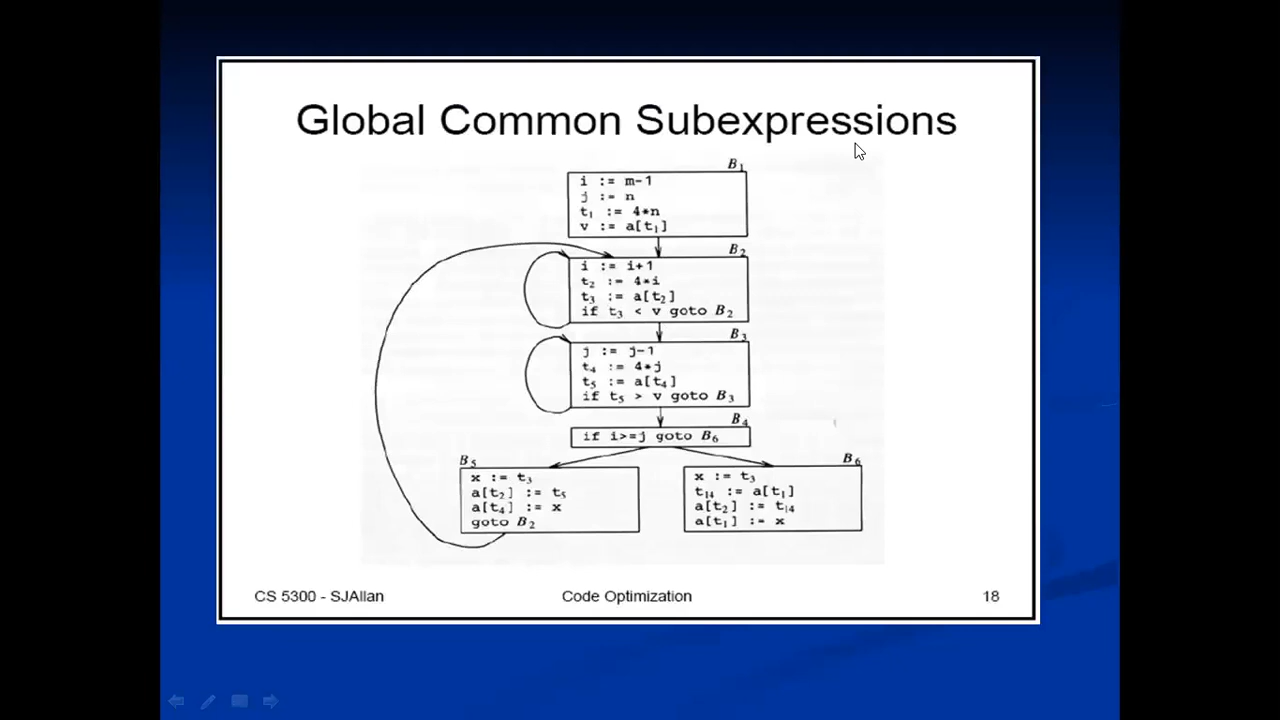 Global Common Subexpressions
B₁
i := m-1
j := n
t₁ := 4*n
v := a[t₁]
B₂
i := i+1
t₂ := 4*i
t₃ := a[t₂]
if t₃ < v goto B₂
B₃
j := j-1
t₄ := 4*j
t₅ := a[t₄]
if t₅ > v goto B₃
B₄
if i>=j goto B₆
B₅
x := t₃
a[t₂] := t₅
a[t₄] := x
goto B₂
B₆
x := t₃
t₁₄ := a[t₁]
a[t₂] := t₁₄
a[t₁] := x
CS 5300 - SJAllan
Code Optimization
18